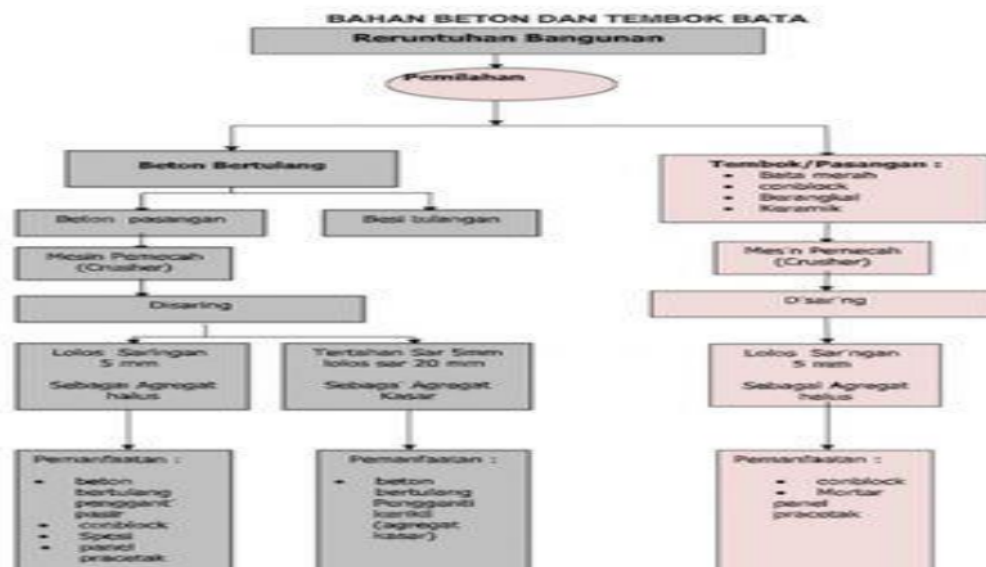 BAHAN BETON DAN TEMBOK BATA
Reruntuhan Bangunan
Pemilahan
Beton Bertulang
Tembok/Pasangan :
• Bata merah
• conblock
• Berangkal
• Keramik
Beton pasangan
Besi tulangan
Mesin Pemecah
(Crusher)
Mesin Pemecah
(Crusher)
Disaring
Disaring
Lolos Saringan
5 mm
Sebagai Agregat
halus
Tertahan Sar 5mm
lolos sar 20 mm
Sebagai Agregat
Kasar
Lolos Saringan
5 mm
Sebagai Agregat
halus
Pemanfaatan :
• beton
bertulang
pengganti
pasir
• conblock
• Spesi
• panel
pracetak
Pemanfaatan :
• beton
bertulang
Pengganti
kerikil
(agregat
kasar)
Pemanfaatan :
• conblock
• Mortar
panel
pracetak